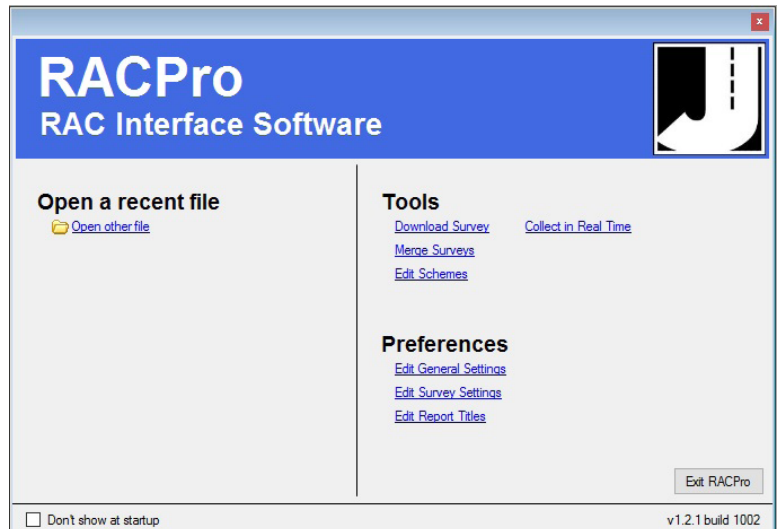 RACPro
RAC Interface Software
Open a recent file
Open other file
Tools
Download Survey
Collect in Real Time
Merge Surveys
Edit Schemes
Preferences
Edit General Settings
Edit Survey Settings
Edit Report Titles
Exit RACPro
Don't show at startup
v1.2.1 build 1002